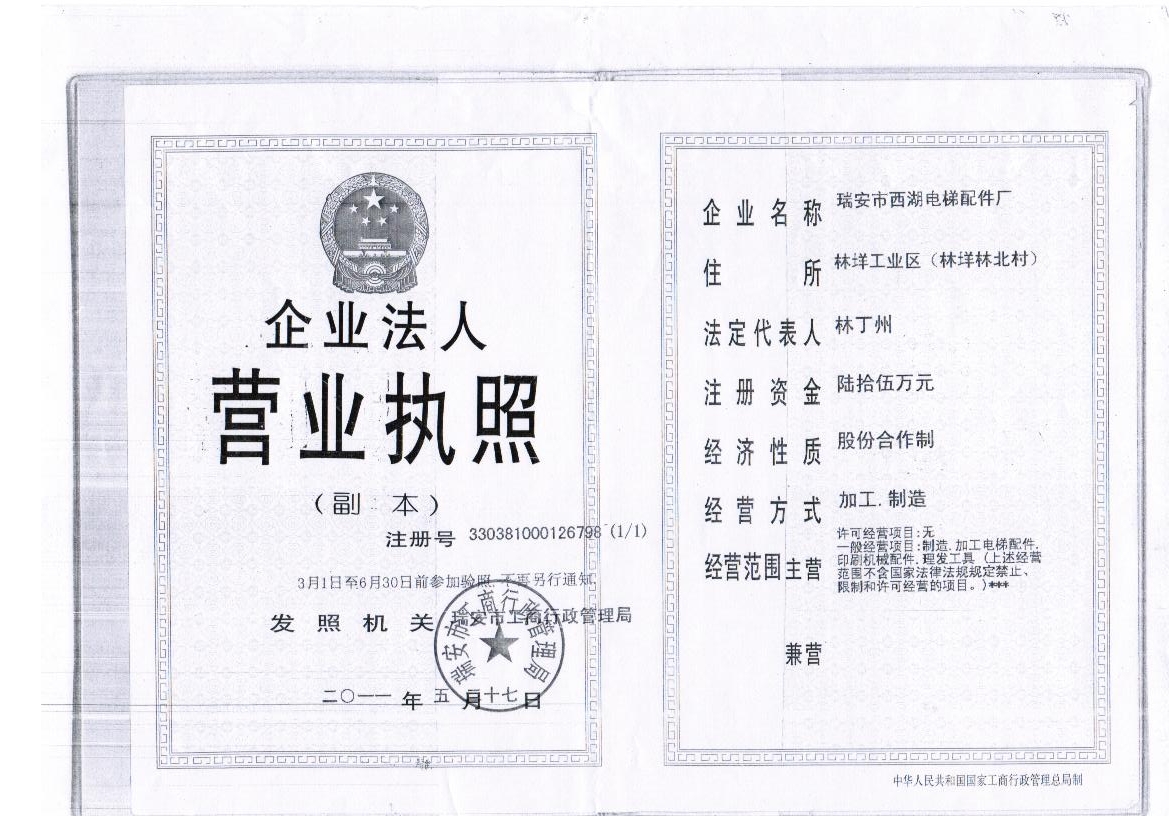 企业法人
营业执照
（副 本）
注册号 330381000126798 (1/1)
3月1日至6月30日前参加验照.不再另行通知.
发照机关 瑞安市工商行政管理局
瑞安市工商行政管理局
二〇一一年五月二十七日
企业名称 瑞安市西湖电梯配件厂
住所 林垟工业区（林垟林北村）
法定代表人 林丁州
注册资金 陆拾伍万元
经济性质 股份合作制
经营方式 加工.制造
经营范围主营 许可经营项目:无
一般经营项目:制造.加工电梯配件.
印刷机械配件.理发工具（上述经营
范围不含国家法律法规规定禁止、
限制和许可经营的项目。)***
兼营
中华人民共和国国家工商行政管理总局制